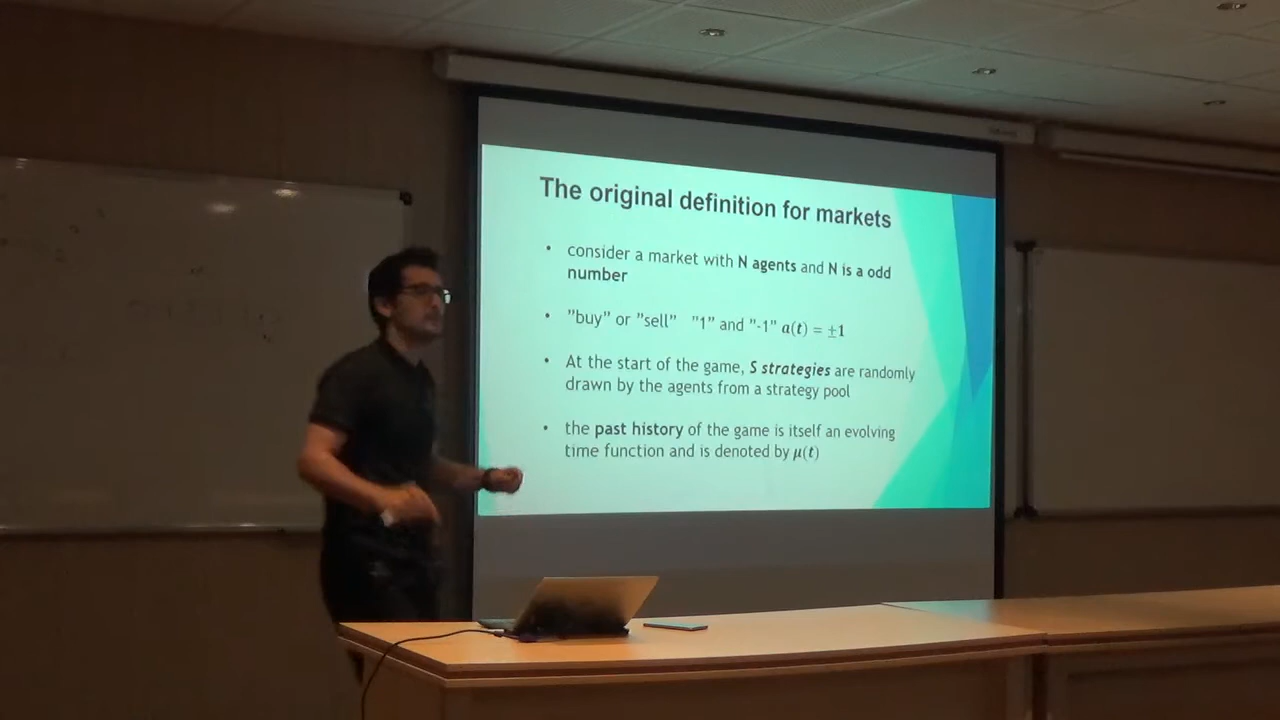 The original definition for markets
• consider a market with N agents and N is a odd
number
• "buy" or "sell" "1" and "-1" a(t) = ±1
• At the start of the game, S strategies are randomly
drawn by the agents from a strategy pool
• the past history of the game is itself an evolving
time function and is denoted by μ(t)